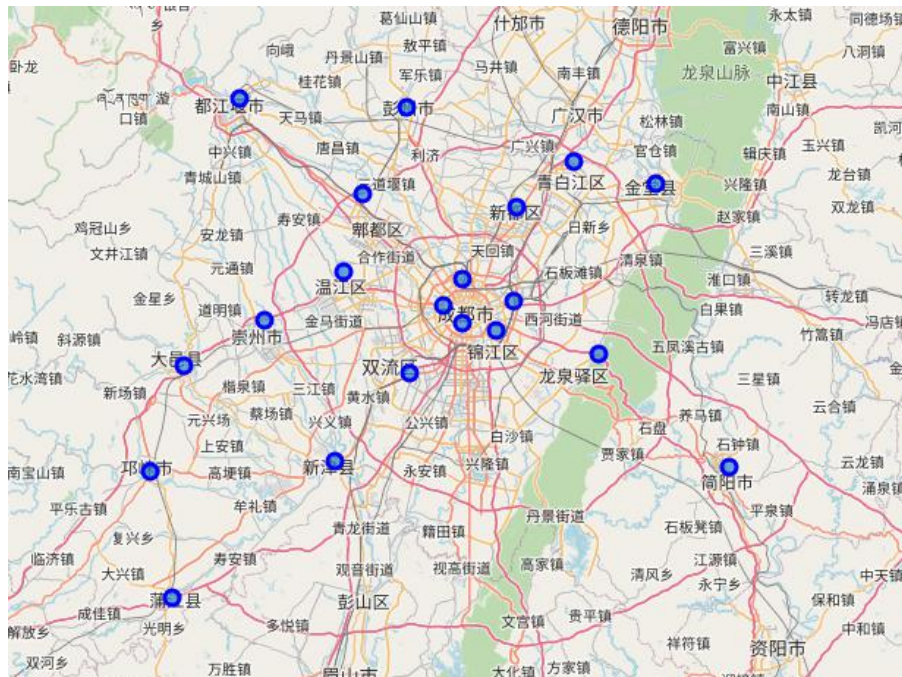 葛仙山镇
什邡市
德阳市
永太镇
同德场镇
乡
向峨
丹景山镇
敖平镇
富兴镇
八洞镇
卧龙
马井镇
龙泉山脉
桂花镇
军乐镇
南丰镇
中江县
漩
口镇
都江堰市
天马镇
广汉市
松林镇
南山镇
凯河
中兴镇
唐昌镇
利济
广兴镇
官仓镇
辑庆镇
玉兴镇
青城山镇
三道堰镇
青白江区
金堂县
兴隆镇
龙台镇
鸡冠山乡
安龙镇
寿安镇
郫都区
新都区
日新乡
赵家镇
双龙镇
文井江镇
元通镇
合作街道
天回镇
石板滩镇
清泉镇
三溪镇
金星乡
道明镇
温江区
淮口镇
转龙镇
岭镇
斜源镇
崇州市
金马街道
成都市
西河街道
白果镇
竹篙镇
冯店镇
大邑县
双流区
锦江区
龙泉驿区
五凤溪古镇
花水湾镇
新场镇
楷泉镇
三江镇
黄水镇
三星镇
金
元兴场
蔡场镇
兴义镇
公兴镇
白沙镇
石盘
养马镇
云合镇
上安镇
新津县
永安镇
兴隆镇
贾家镇
石钟镇
云龙镇
南宝山镇
高埂镇
简阳市
涌泉镇
平乐古镇
牟礼镇
青龙街道
籍田镇
丹景街道
石板凳镇
平泉镇
复兴乡
临济镇
大兴镇
寿安镇
观音街道
视高街道
高家镇
清风乡
江源镇
永宁乡
中天镇
成佳镇
彭山区
文宫镇
贵平镇
保和镇
解放乡
光明乡
多悦镇
祥符镇
中和镇
双河乡
万胜镇
眉山市
大化镇
方家镇
资阳市